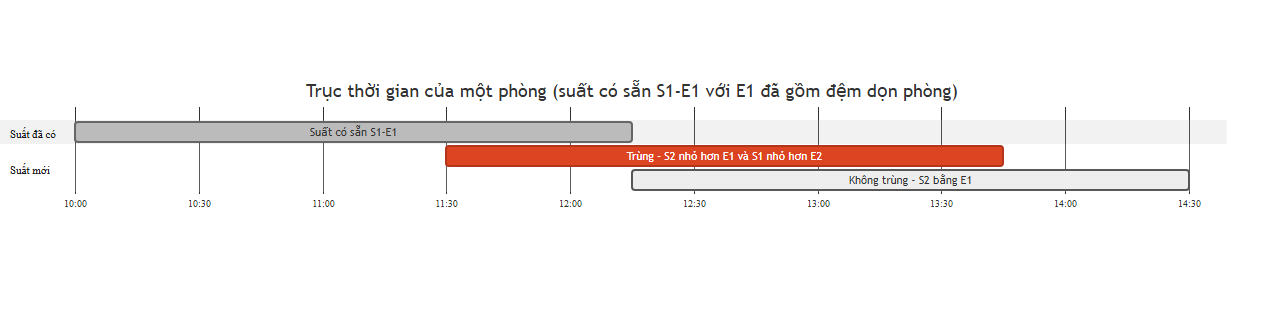 Trục thời gian của một phòng (suất có sẵn S1-E1 với E1 đã gồm đệm dọn phòng)
Suất đã có
Suất có sẵn S1-E1
Trùng - S2 nhỏ hơn E1 và S1 nhỏ hơn E2
Suất mới
Không trùng - S2 bằng E1
10:00 10:30 11:00 11:30 12:00 12:30 13:00 13:30 14:00 14:30